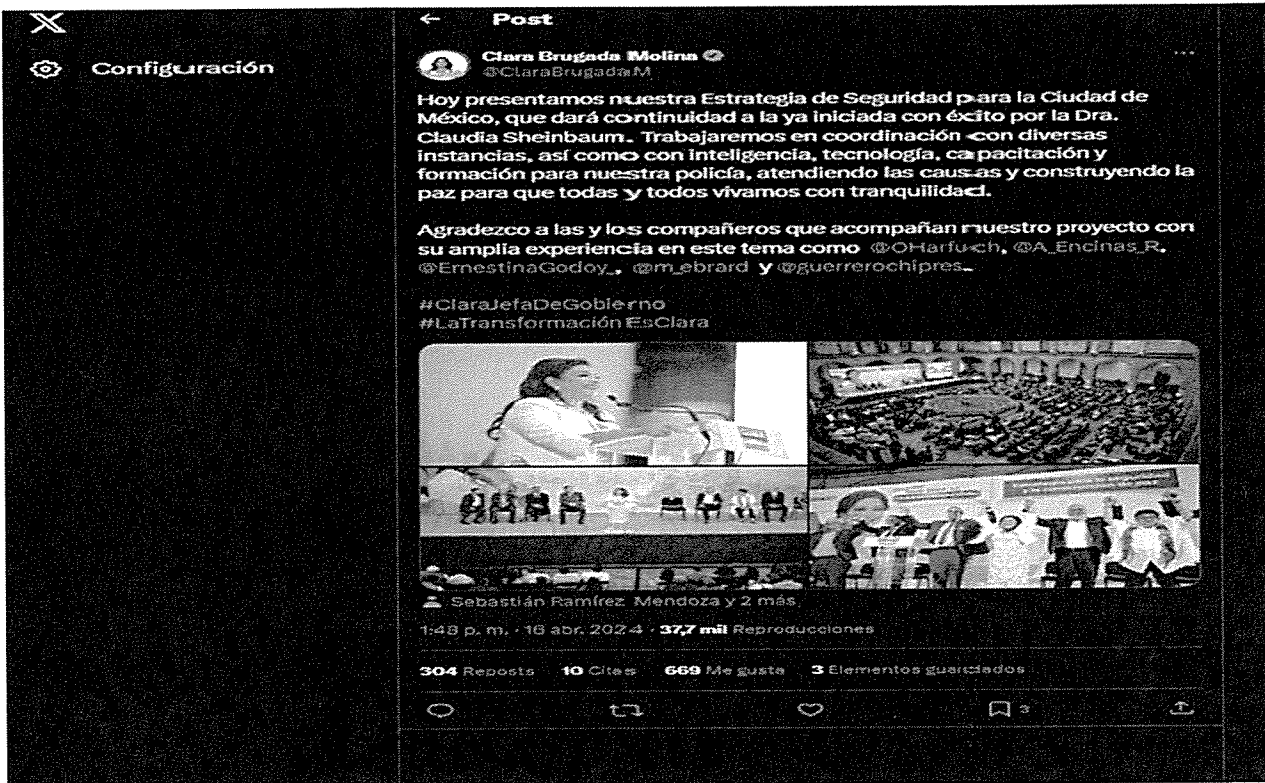 Post
Configuración
Clara Brugada Molina
@ClaraBrugadaM
Hoy presentamos nuestra Estrategia de Seguridad para la Ciudad de
México, que dará continuidad a la ya iniciada con éxito por la Dra.
Claudia Sheinbaum. Trabajaremos en coordinación con diversas
instancias, así como con inteligencia, tecnología, capacitación y
formación para nuestra policía, atendiendo las causas y construyendo la
paz para que todas y todos vivamos con tranquilidad.
Agradezco a las y los compañeros que acompañan nuestro proyecto con
su amplia experiencia en este tema como @OHarfuch, @A_Encinas_R,
@ErnestinaGodoy_, @m_ebrard y @guerrerochipres_
#ClaraJefaDeGobierno
#LaTransformaciónEsClara
Sebastián Ramírez Mendoza y 2 más
1:48 p. m. · 16 abr. 2024 · 37,7 mil Reproducciones
304 Reposts 10 Citas 669 Me gusta 3 Elementos guardados
3